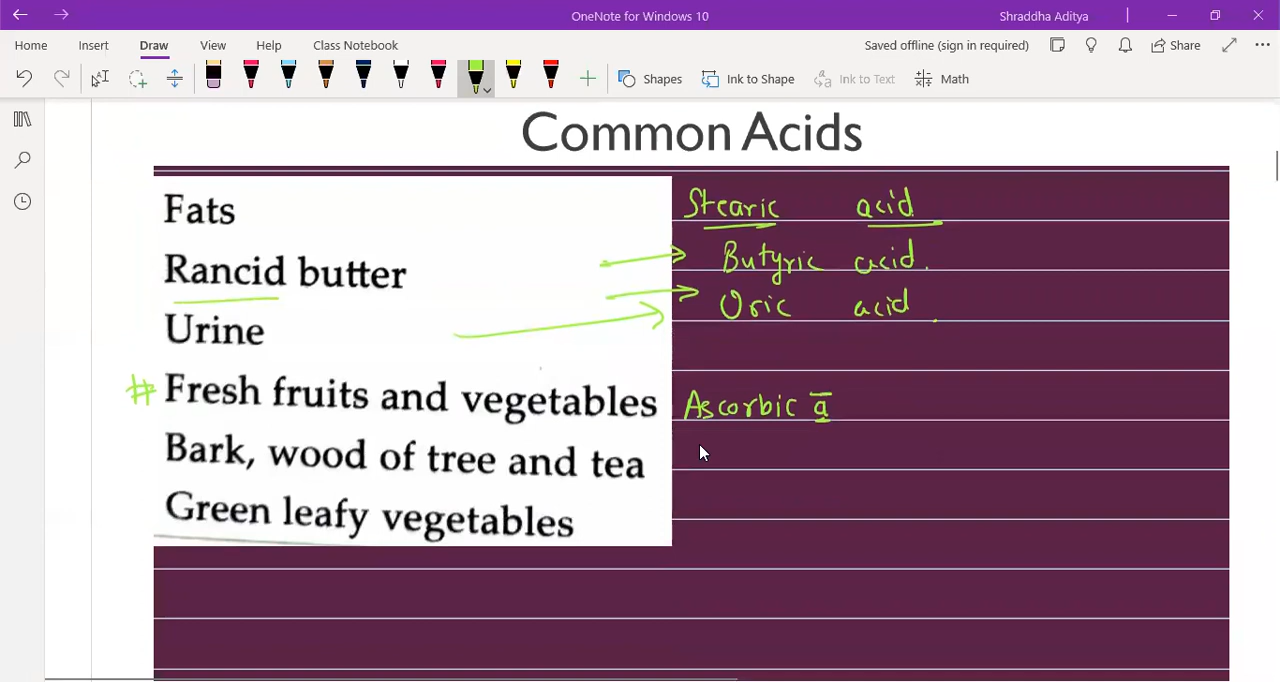 OneNote for Windows 10
Shraddha Aditya
Home Insert Draw View Help Class Notebook
Saved offline (sign in required) Share
Shapes Ink to Shape Ink to Text Math
Common Acids
Fats Stearic acid
Rancid butter Butyric acid.
Urine Uric acid.
# Fresh fruits and vegetables Ascorbic a
Bark, wood of tree and tea
Green leafy vegetables